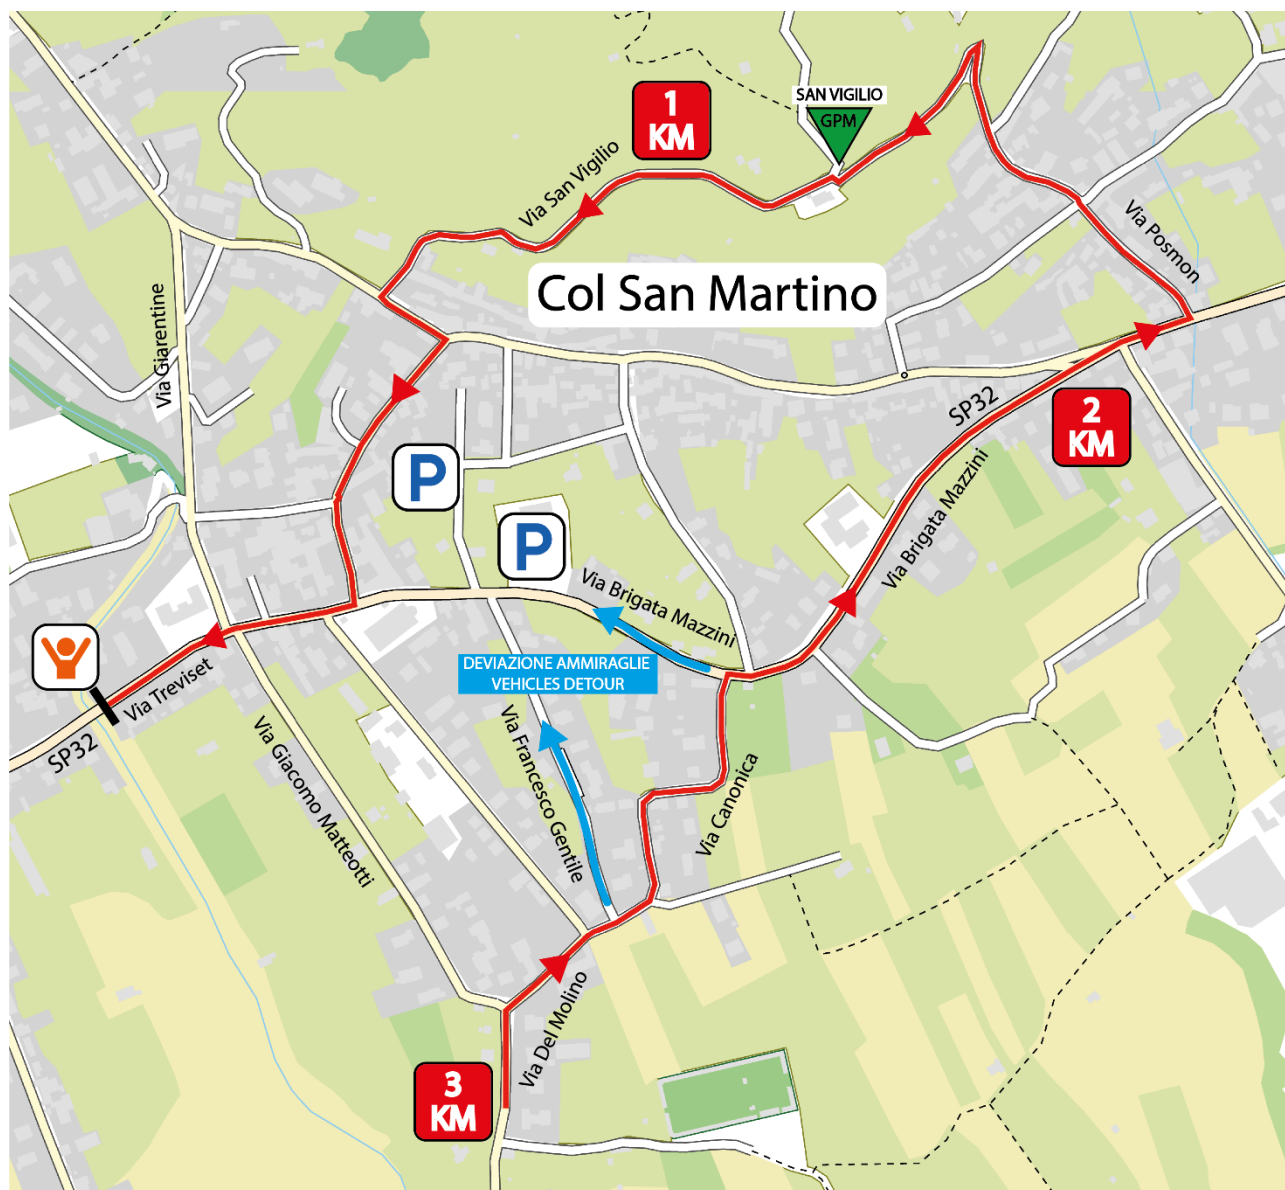 1
KM
SAN VIGILIO
GPM
Via San Vigilio
Via Posmon
Col San Martino
Via Giarentine
SP32
2
KM
P
P
Via Brigata Mazzini
Via Brigata Mazzini
DEVIAZIONE AMMIRAGLIE
VEHICLES DETOUR
Via Treviset
SP32
Via Giacomo Matteotti
Via Francesco Gentile
Via Canonica
Via Del Molino
3
KM